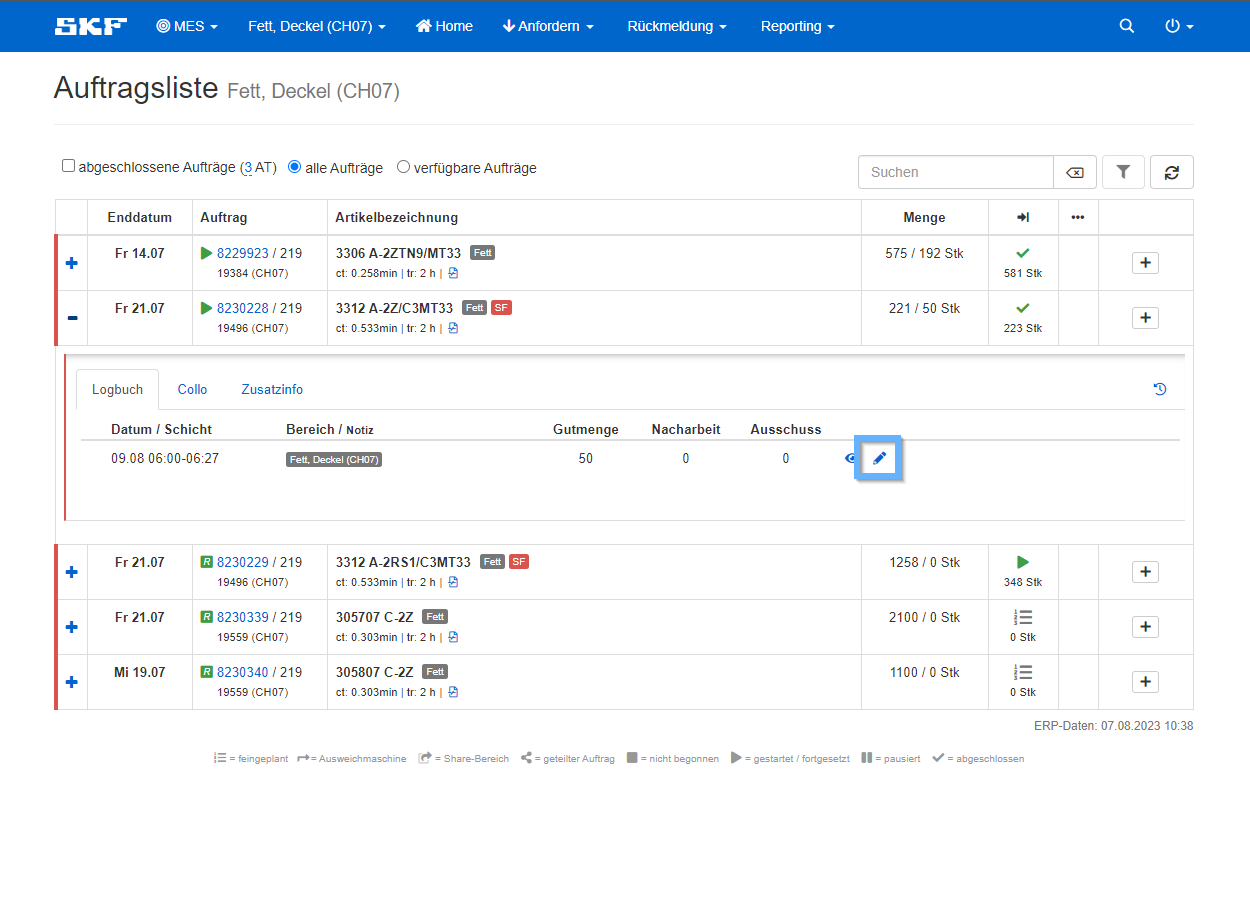 SKF MES Fett, Deckel (CH07) Home Anfordern Rückmeldung Reporting
Auftragsliste Fett, Deckel (CH07)
abgeschlossene Aufträge (3 AT) alle Aufträge verfügbare Aufträge Suchen
Enddatum Auftrag Artikelbezeichnung Menge
Fr 14.07 8229923 / 219 3306 A-2ZTN9/MT33 Fett 575 / 192 Stk
19384 (CH07) ct: 0.258min | tr: 2 h | 581 Stk
Fr 21.07 8230228 / 219 3312 A-2Z/C3MT33 Fett SF 221 / 50 Stk
19496 (CH07) ct: 0.533min | tr: 2 h | 223 Stk
Logbuch Collo Zusatzinfo
Datum / Schicht Bereich / Notiz Gutmenge Nacharbeit Ausschuss
09.08 06:00-06:27 Fett, Deckel (CH07) 50 0 0
Fr 21.07 R 8230229 / 219 3312 A-2RS1/C3MT33 Fett SF 1258 / 0 Stk
19496 (CH07) ct: 0.533min | tr: 2 h | 348 Stk
Fr 21.07 R 8230339 / 219 305707 C-2Z Fett 2100 / 0 Stk
19559 (CH07) ct: 0.303min | tr: 2 h | 0 Stk
Mi 19.07 R 8230340 / 219 305807 C-2Z Fett 1100 / 0 Stk
19559 (CH07) ct: 0.303min | tr: 2 h | 0 Stk
ERP-Daten: 07.08.2023 10:38
= feingeplant = Ausweichmaschine = Share-Bereich = geteilter Auftrag = nicht begonnen = gestartet / fortgesetzt = pausiert = abgeschlossen